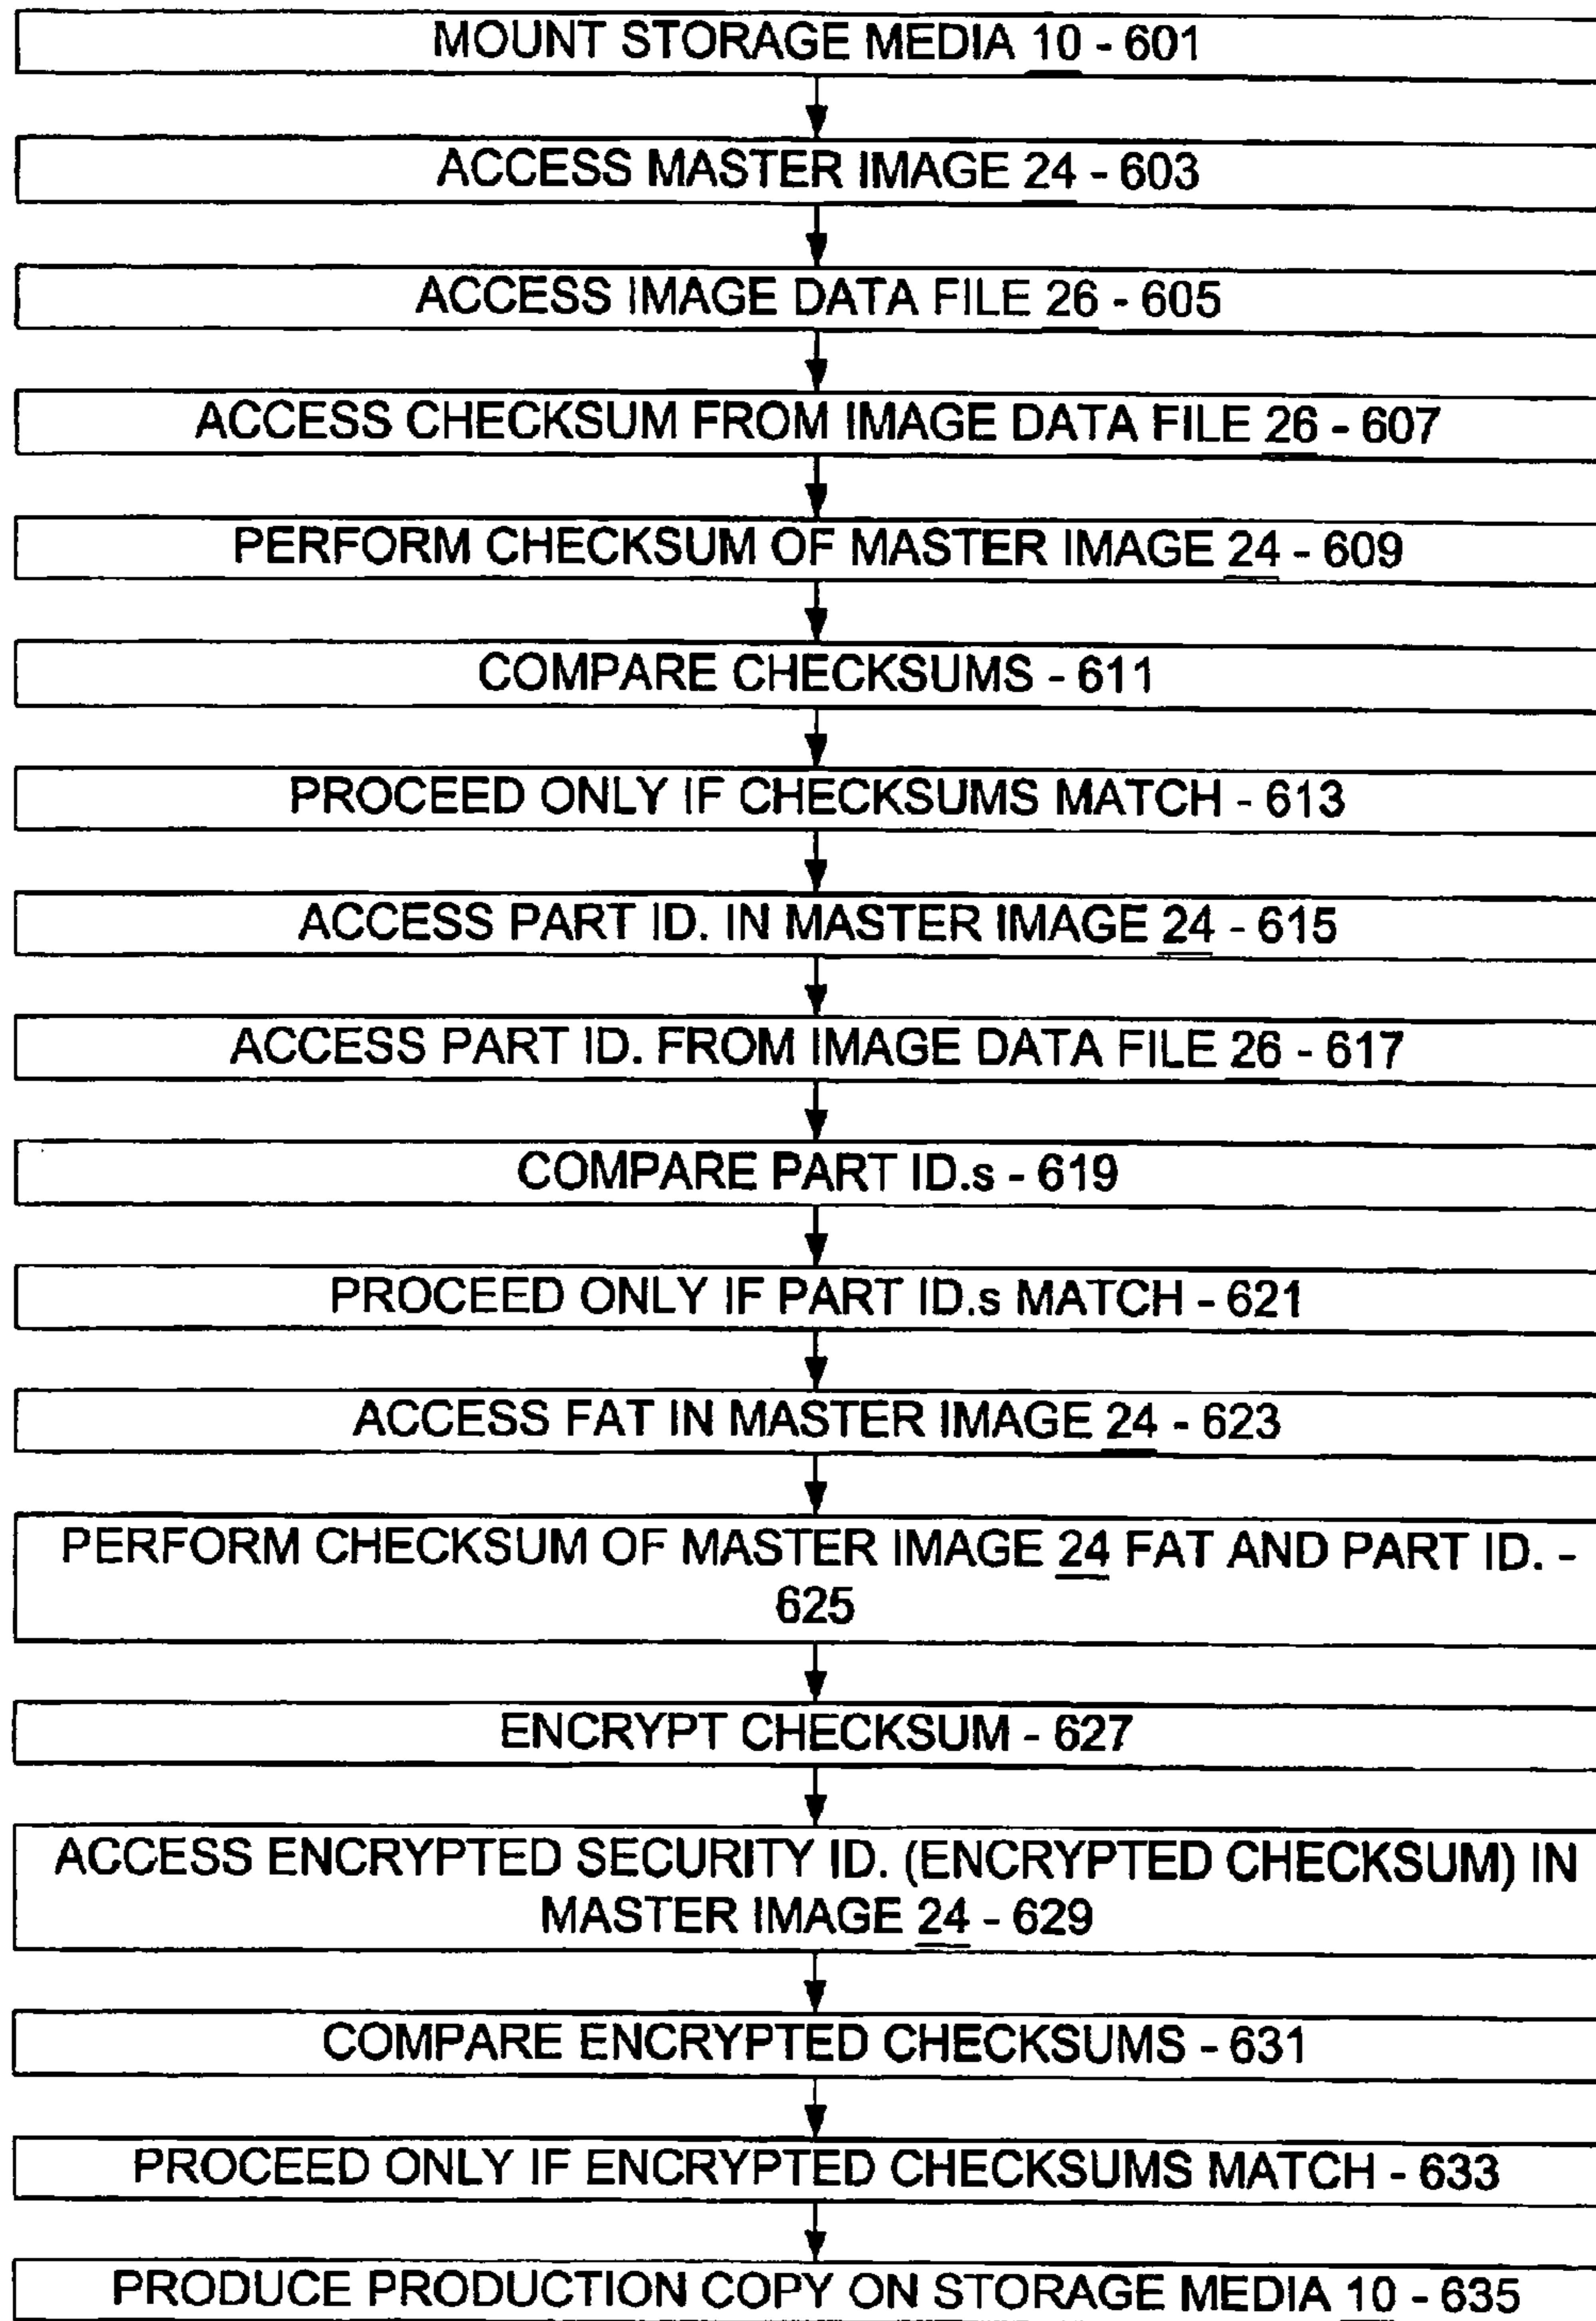 MOUNT STORAGE MEDIA 10 - 601
ACCESS MASTER IMAGE 24 - 603
ACCESS IMAGE DATA FILE 26 - 605
ACCESS CHECKSUM FROM IMAGE DATA FILE 26 - 607
PERFORM CHECKSUM OF MASTER IMAGE 24 - 609
COMPARE CHECKSUMS - 611
PROCEED ONLY IF CHECKSUMS MATCH - 613
ACCESS PART ID. IN MASTER IMAGE 24 - 615
ACCESS PART ID. FROM IMAGE DATA FILE 26 - 617
COMPARE PART ID.s - 619
PROCEED ONLY IF PART ID.s MATCH - 621
ACCESS FAT IN MASTER IMAGE 24 - 623
PERFORM CHECKSUM OF MASTER IMAGE 24 FAT AND PART ID. -
625
ENCRYPT CHECKSUM - 627
ACCESS ENCRYPTED SECURITY ID. (ENCRYPTED CHECKSUM) IN
MASTER IMAGE 24 - 629
COMPARE ENCRYPTED CHECKSUMS - 631
PROCEED ONLY IF ENCRYPTED CHECKSUMS MATCH - 633
PRODUCE PRODUCTION COPY ON STORAGE MEDIA 10 - 635